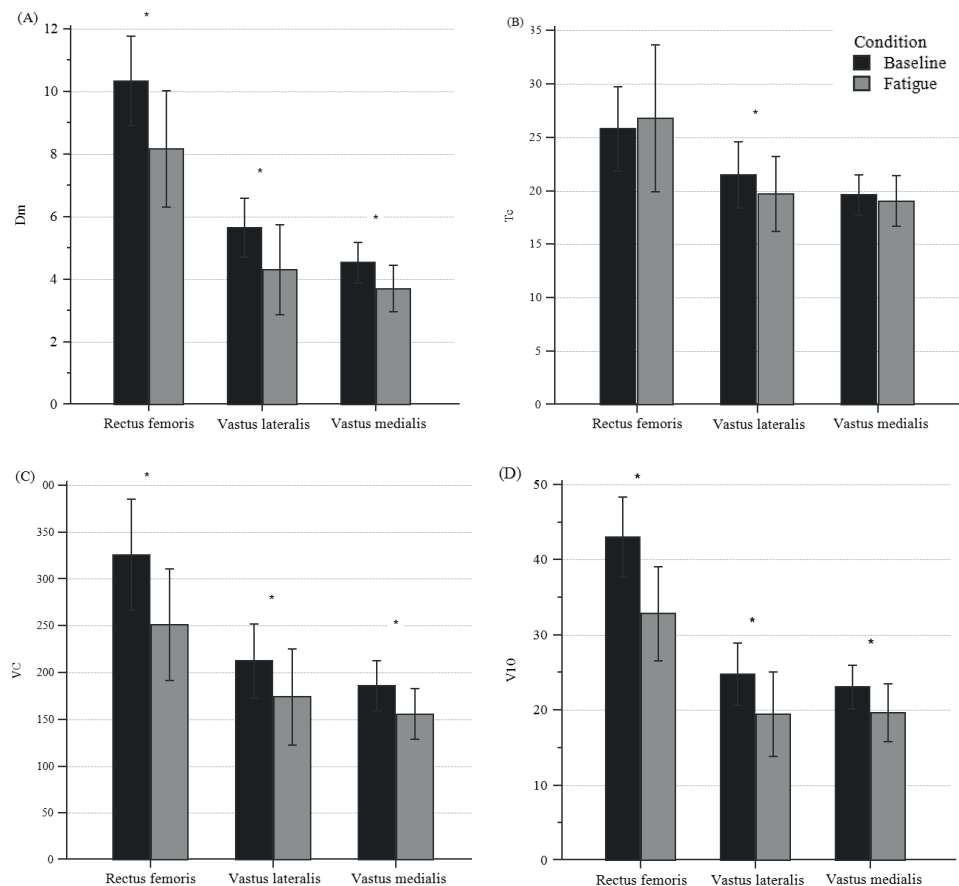 (A)
*
*
*
12
10
8
6
4
2
0
Dm
Rectus femoris Vastus lateralis Vastus medialis
(B)
Condition
Baseline
Fatigue
*
35
30
25
20
15
10
5
0
Tc
Rectus femoris Vastus lateralis Vastus medialis
(C)
*
*
*
00
350
300
250
200
150
100
50
0
VC
Rectus femoris Vastus lateralis Vastus medialis
(D)
*
*
*
50
40
30
20
10
0
V10
Rectus femoris Vastus lateralis Vastus medialis